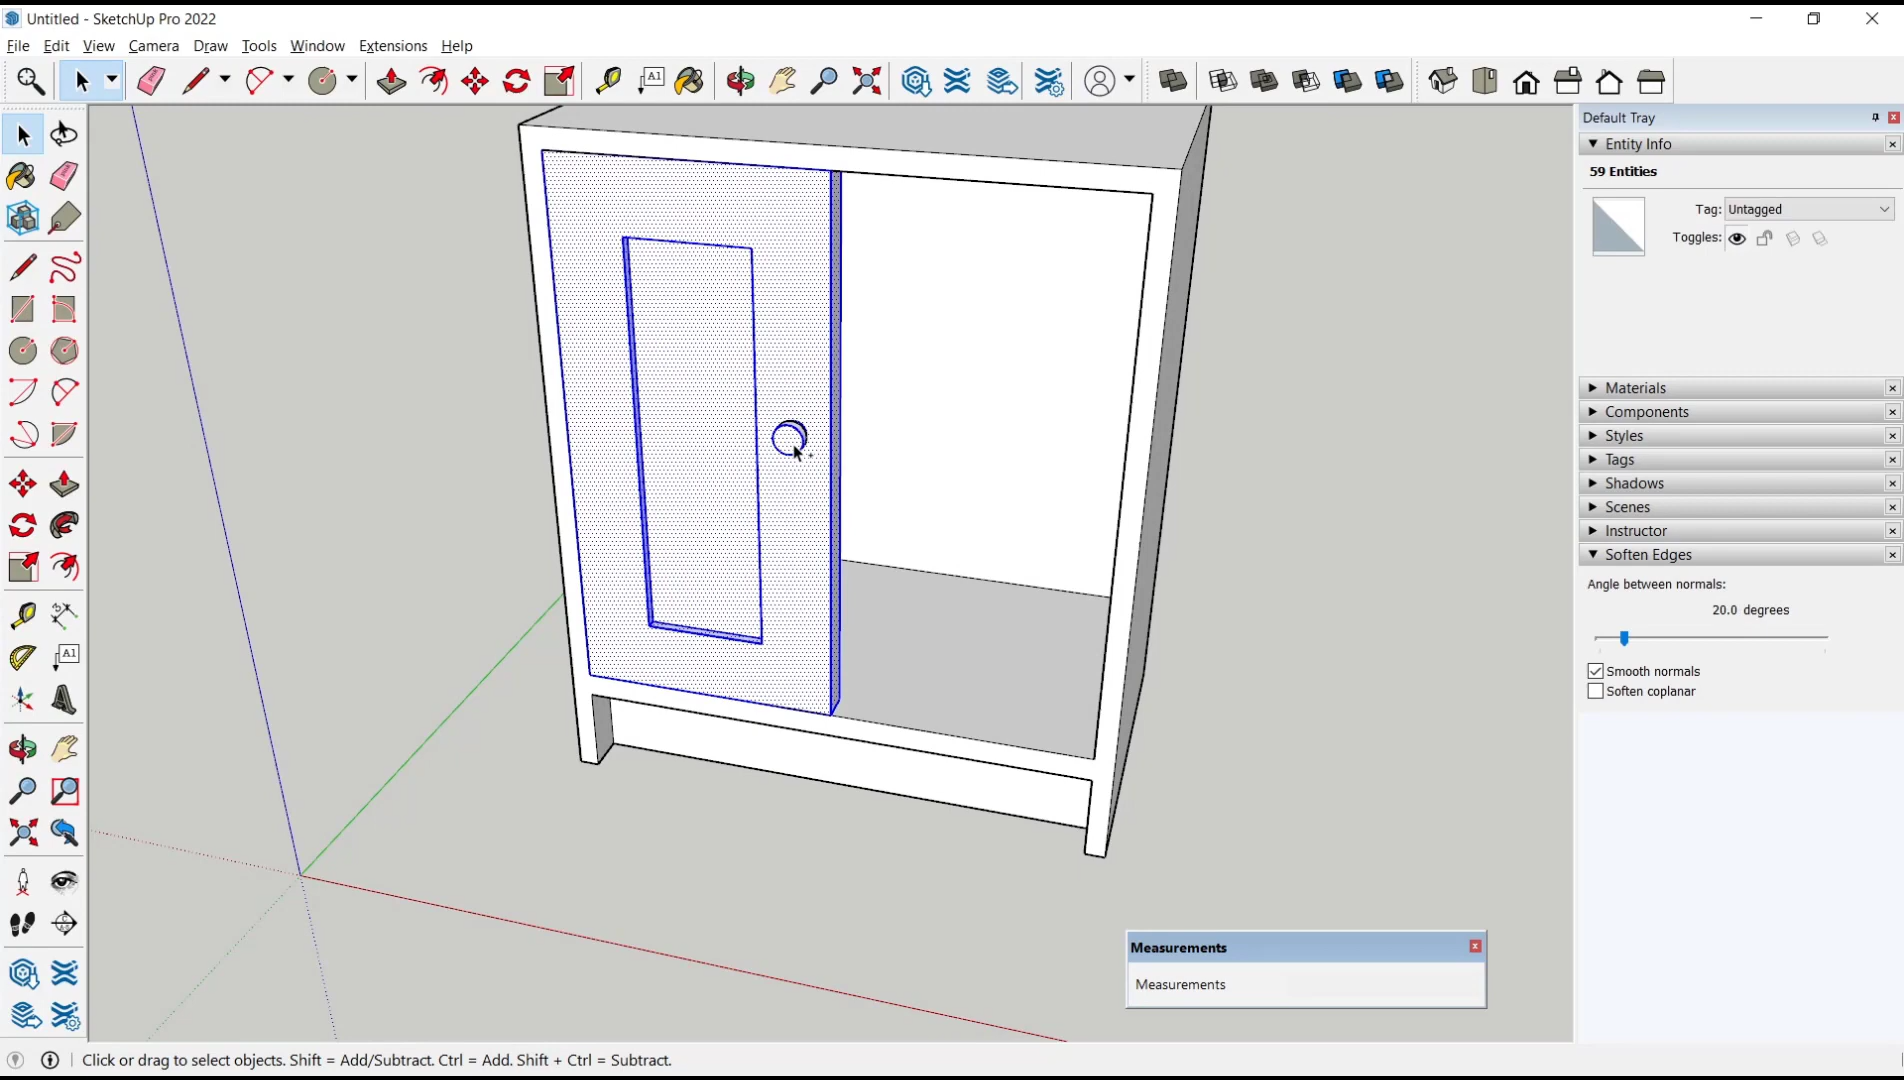 Untitled - SketchUp Pro 2022
File Edit View Camera Draw Tools Window Extensions Help
A1
Default Tray
Entity Info
59 Entities
Tag: Untagged
Toggles:
Materials
Components
Styles
Tags
Shadows
Scenes
Instructor
Soften Edges
Angle between normals:
20.0 degrees
Smooth normals
Soften coplanar
A1
Measurements
Measurements
Click or drag to select objects. Shift = Add/Subtract. Ctrl = Add. Shift + Ctrl = Subtract.